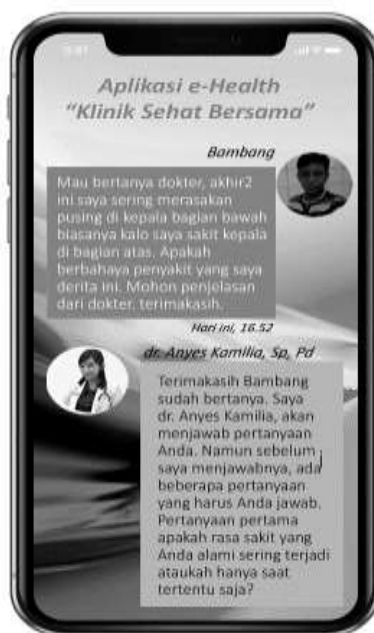 Aplikasi e-Health
"Klinik Sehat Bersama"
Bambang
Mau bertanya dokter, akhir2
ini saya sering merasakan
pusing di kepala bagian bawah
biasanya kalo saya sakit kepala
di bagian atas. Apakah
berbahaya penyakit yang saya
derita ini. Mohon penjelasan
dari dokter, terimakasih.
Hari ini, 16.52
dr. Anyes Kamilia, Sp, Pd
Terimakasih Bambang
sudah bertanya. Saya
dr. Anyes Kamilia, akan
menjawab pertanyaan
Anda. Namun sebelum
saya menjawabnya, ada
beberapa pertanyaan
yang harus Anda jawab.
Pertanyaan pertama
apakah rasa sakit yang
Anda alami sering terjadi
ataukah hanya saat
tertentu saja?